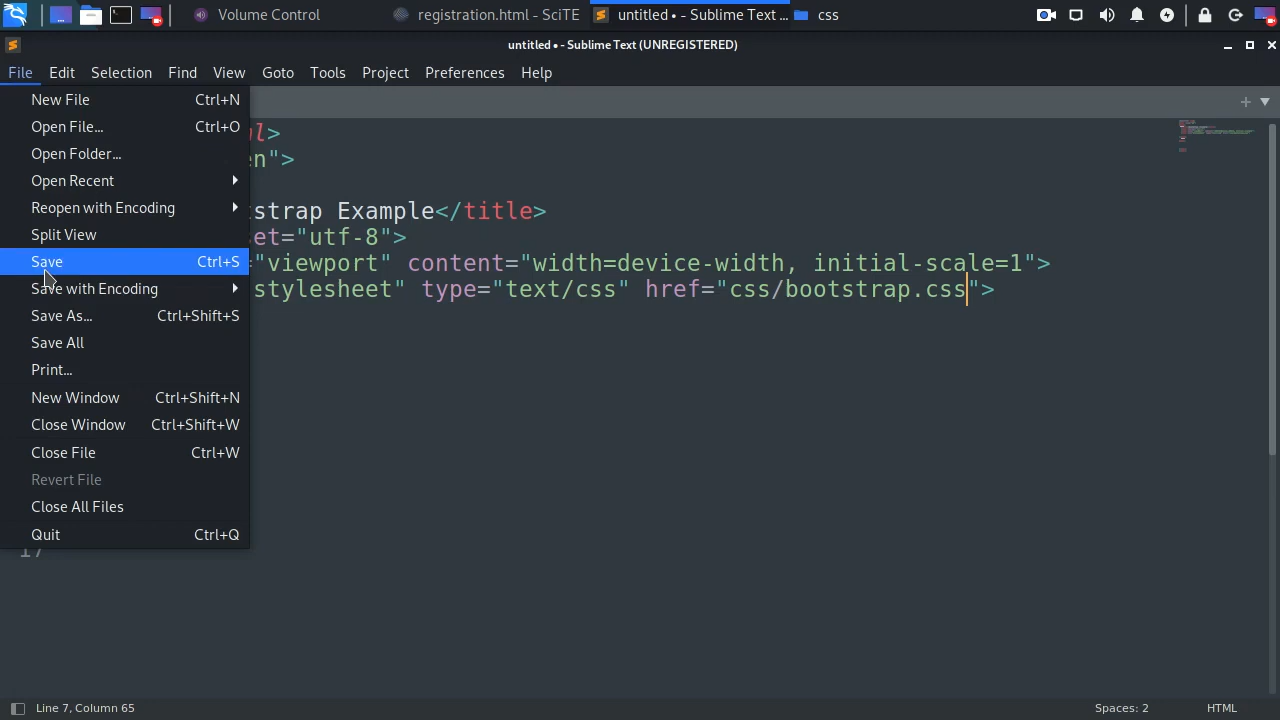 Volume Control
registration.html - SciTE
untitled • - Sublime Text ...
css
untitled • - Sublime Text (UNREGISTERED)
File Edit Selection Find View Goto Tools Project Preferences Help
New File Ctrl+N
Open File... Ctrl+O
Open Folder...
Open Recent
Reopen with Encoding
Split View
Save Ctrl+S
Save with Encoding
Save As... Ctrl+Shift+S
Save All
Print...
New Window Ctrl+Shift+N
Close Window Ctrl+Shift+W
Close File Ctrl+W
Revert File
Close All Files
Quit Ctrl+Q
l>
en">
tstrap Example</title>
set="utf-8">
="viewport" content="width=device-width, initial-scale=1">
stylesheet" type="text/css" href="css/bootstrap.css">
17
Line 7, Column 65
Spaces: 2
HTML